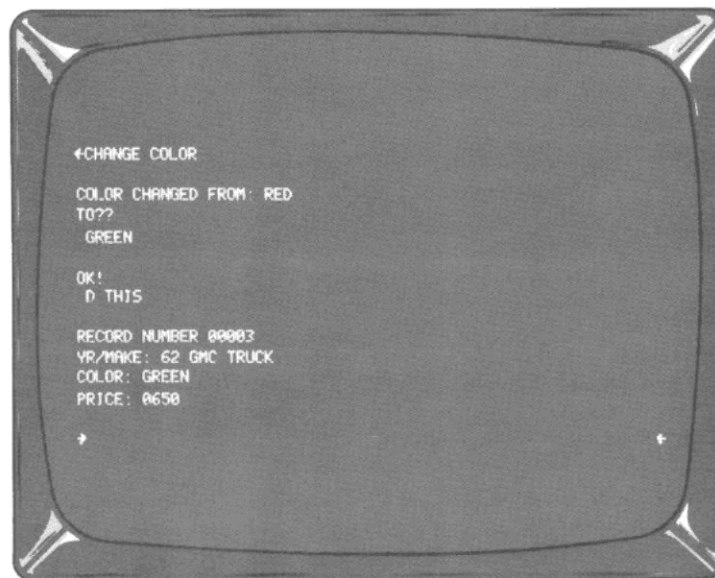 ←CHANGE COLOR
COLOR CHANGED FROM: RED
TO??
GREEN
OK!
D THIS
RECORD NUMBER 00003
YR/MAKE: 62 GMC TRUCK
COLOR: GREEN
PRICE: 0650
→ ←